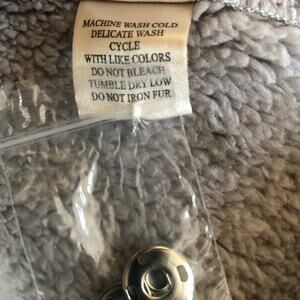 MACHINE WASH COLD
DELICATE WASH
CYCLE
WITH LIKE COLORS
DO NOT BLEACH
TUMBLE DRY LOW
DO NOT IRON FUR